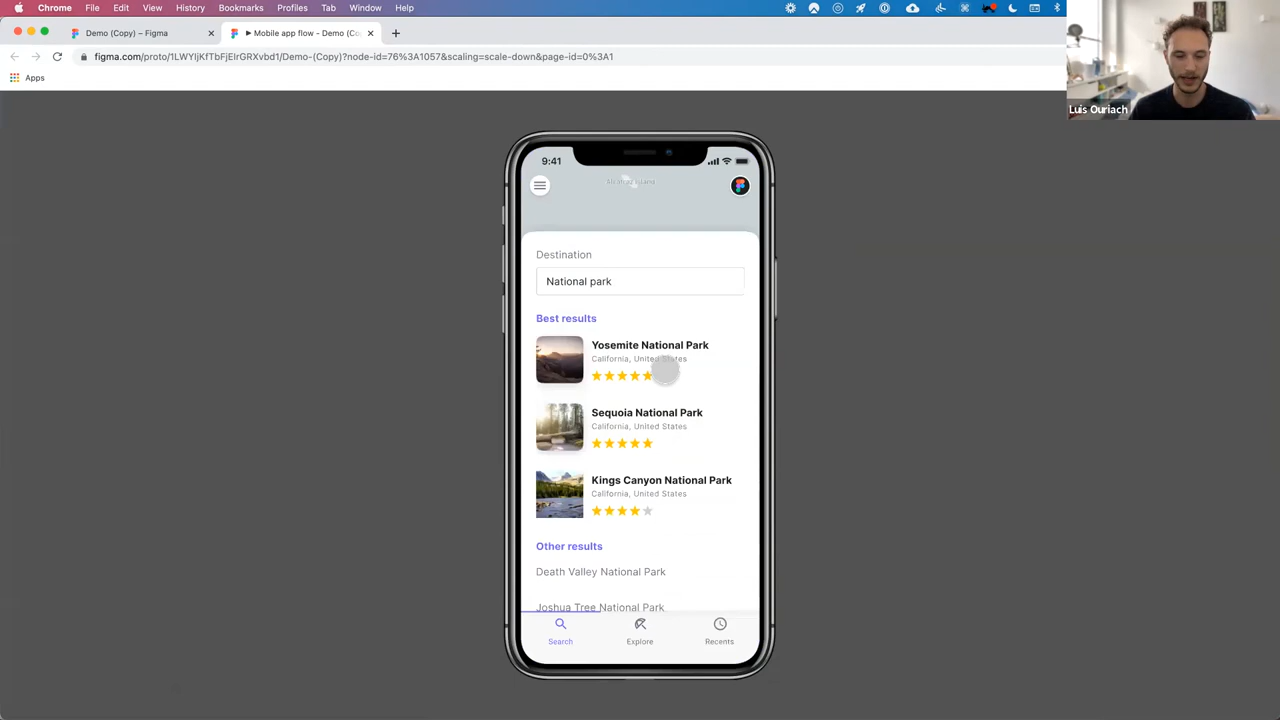 Chrome File Edit View History Bookmarks Profiles Tab Window Help
Demo (Copy) – Figma
Mobile app flow - Demo (Co
figma.com/proto/1LWYIjKfTbFjEIrGRXvbd1/Demo-(Copy)?node-id=76%3A1057&scaling=scale-down&page-id=0%3A1
Apps
Luis Ouriach
9:41
Alcatraz Island
Destination
National park
Best results
Yosemite National Park
California, United States
Sequoia National Park
California, United States
Kings Canyon National Park
California, United States
Other results
Death Valley National Park
Joshua Tree National Park
Search
Explore
Recents